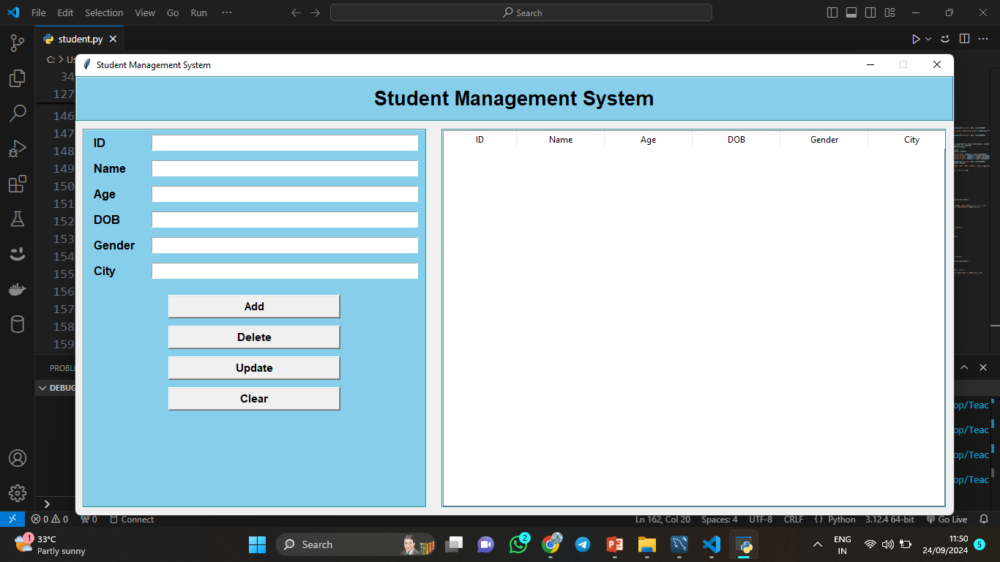 File Edit Selection View Go Run ··· Search
student.py
C: > Us
Student Management System
Student Management System
34
127
146
147
148
149
150
151
152
153
154
155
156
157
158
159
ID
Name
Age
DOB
Gender
City
Add
Delete
Update
Clear
ID Name Age DOB Gender City
PROBLE
DEBUG
op/Teac
op/Teac
op/Teac
op/Teac
0 0 0 Connect Ln 162, Col 20 Spaces: 4 UTF-8 CRLF {} Python 3.12.4 64-bit Go Live
1 33°C
Partly sunny
Search
2
ENG
IN
11:50
24/09/2024
5